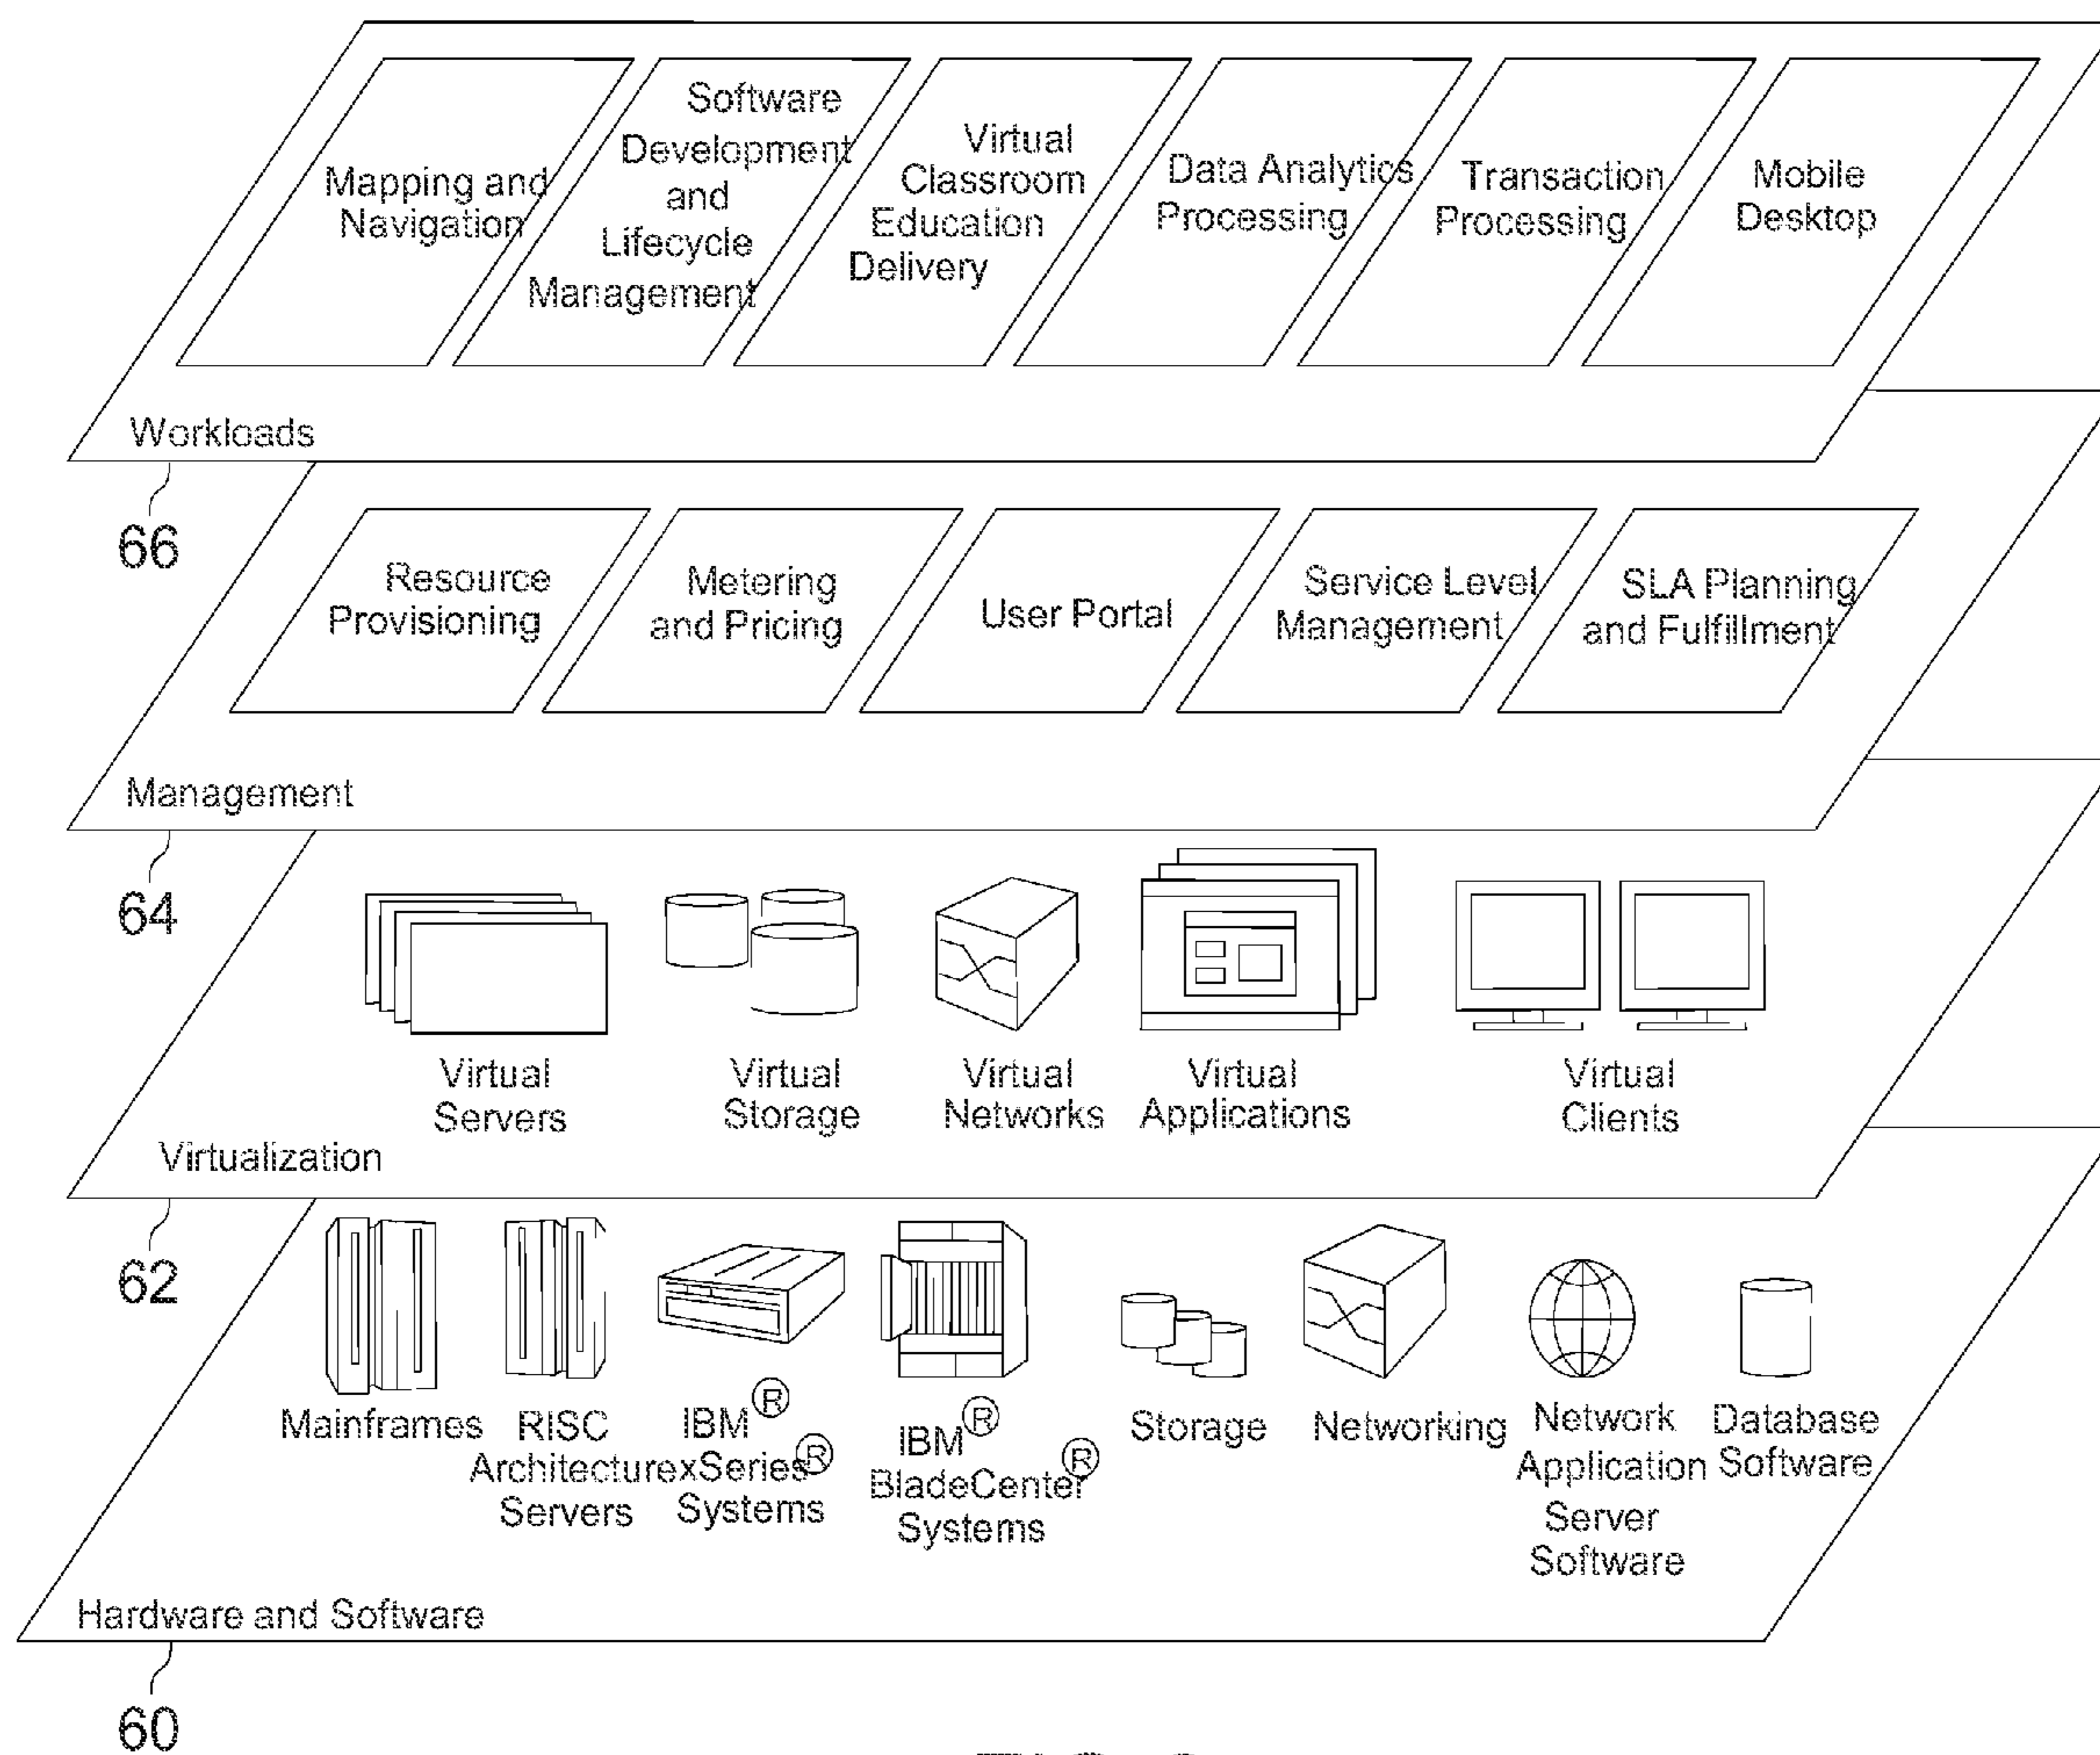 Mapping and
Navigation
Software
Development
and
Lifecycle
Management
Virtual
Classroom
Education
Delivery
Data Analytics
Processing
Transaction
Processing
Mobile
Desktop
Workloads
66
Resource
Provisioning
Metering
and Pricing
User Portal
Service Level
Management
SLA Planning
and Fulfillment
Management
64
Virtual
Servers
Virtual
Storage
Virtual
Networks
Virtual
Applications
Virtual
Clients
Virtualization
62
Mainframes
RISC
Architecture
Servers
IBM®
xSeries®
Systems
IBM®
BladeCenter®
Systems
Storage
Networking
Network
Application
Server
Software
Database
Software
Hardware and Software
60